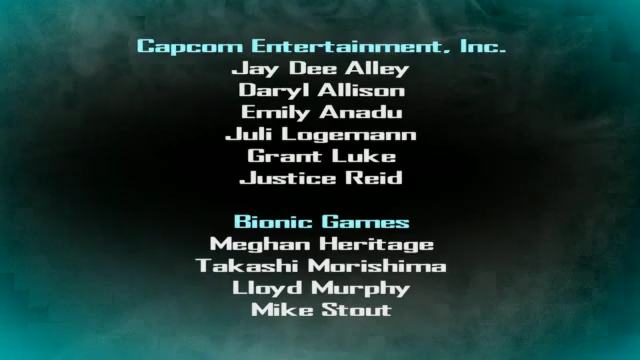 Capcom Entertainment, Inc.
Jay Dee Alley
Daryl Allison
Emily Anadu
Juli Logemann
Grant Luke
Justice Reid
Bionic Games
Meghan Heritage
Takashi Morishima
Lloyd Murphy
Mike Stout